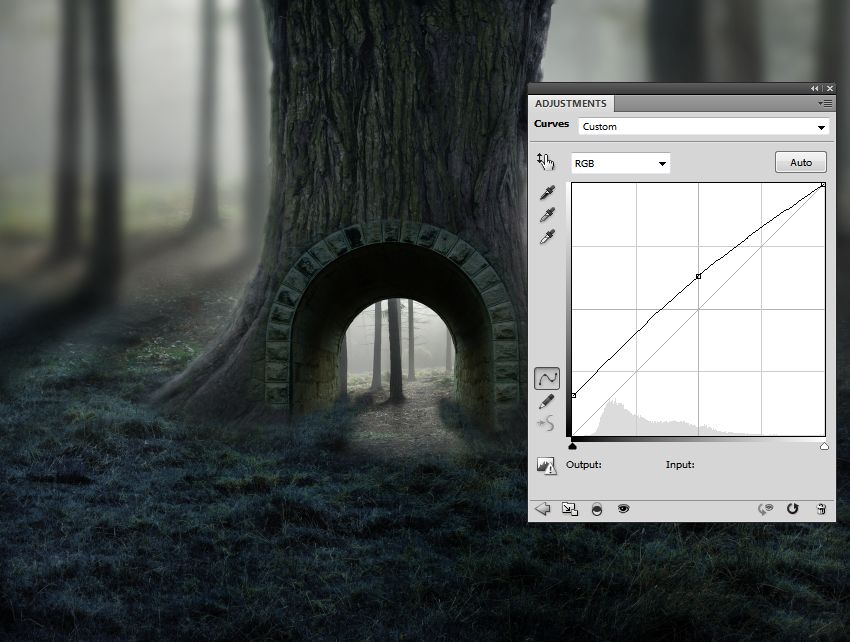 ADJUSTMENTS
Curves Custom
RGB Auto
Output: Input: